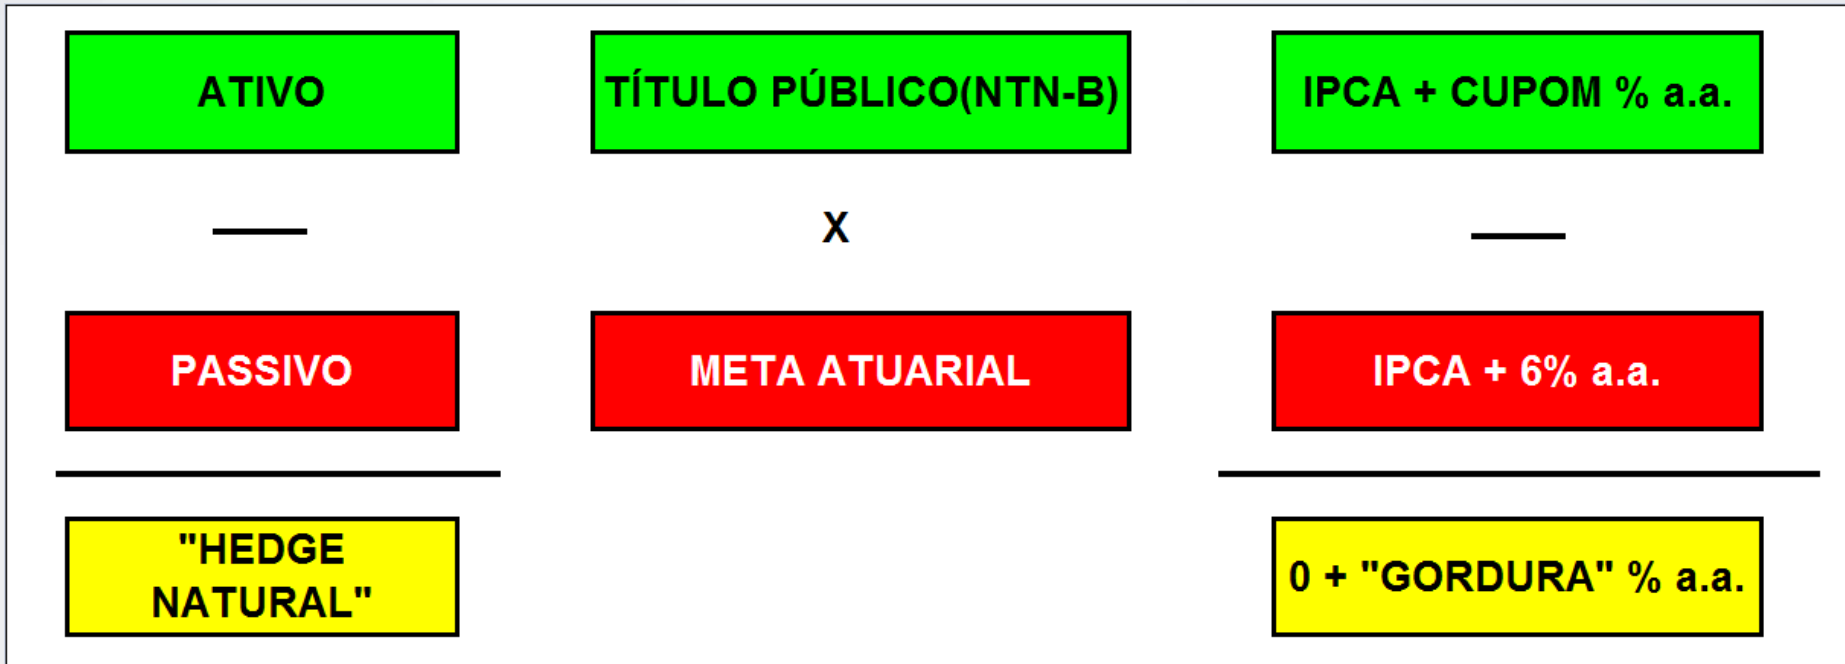 ATIVO
TÍTULO PÚBLICO(NTN-B)
IPCA + CUPOM % a.a.
X
PASSIVO
META ATUARIAL
IPCA + 6% a.a.
"HEDGE
NATURAL"
0 + "GORDURA" % a.a.